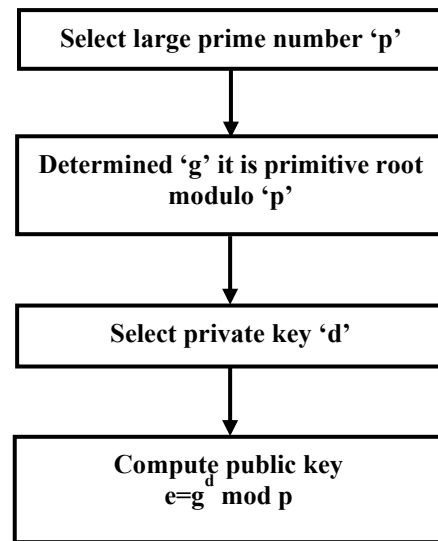 Select large prime number ‘p’
Determined ‘g’ it is primitive root
modulo ‘p’
Select private key ‘d’
Compute public key
e=g^d mod p